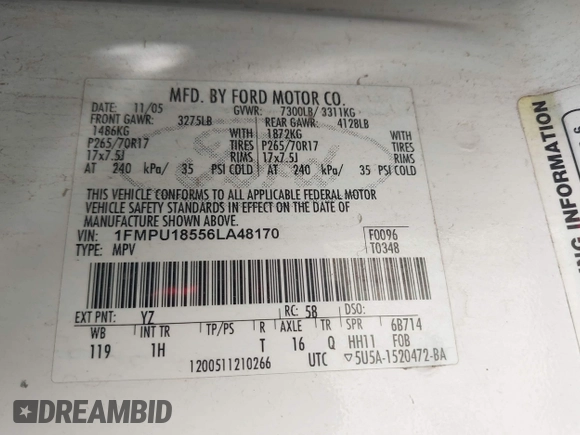 MFD. BY FORD MOTOR CO.
DATE: 11/05 GVWR: 7300LB/ 3311KG
FRONT GAWR: 3275LB REAR GAWR: 4128LB
1486KG WITH 1872KG WITH
P265/70R17 TIRES P265/70R17 TIRES
17x7.5J RIMS 17x7.5J RIMS
AT 240 kPa/ 35 PSI COLD AT 240 kPa/ 35 PSI COLD
THIS VEHICLE CONFORMS TO ALL APPLICABLE FEDERAL MOTOR
VEHICLE SAFETY STANDARDS IN EFFECT ON THE DATE OF
MANUFACTURE SHOWN ABOVE.
VIN: 1FMPU18556LA48170 F0096
TYPE: MPV T0348
EXT PNT: YZ RC: 58 DSO:
WB INT TR TP/PS R AXLE TR SPR 6B714
119 1H T 16 Q HH11 FOB
1200511210266 UTC ▽5U5A-1520472-BA
NG INFORMATION
DREAMBID